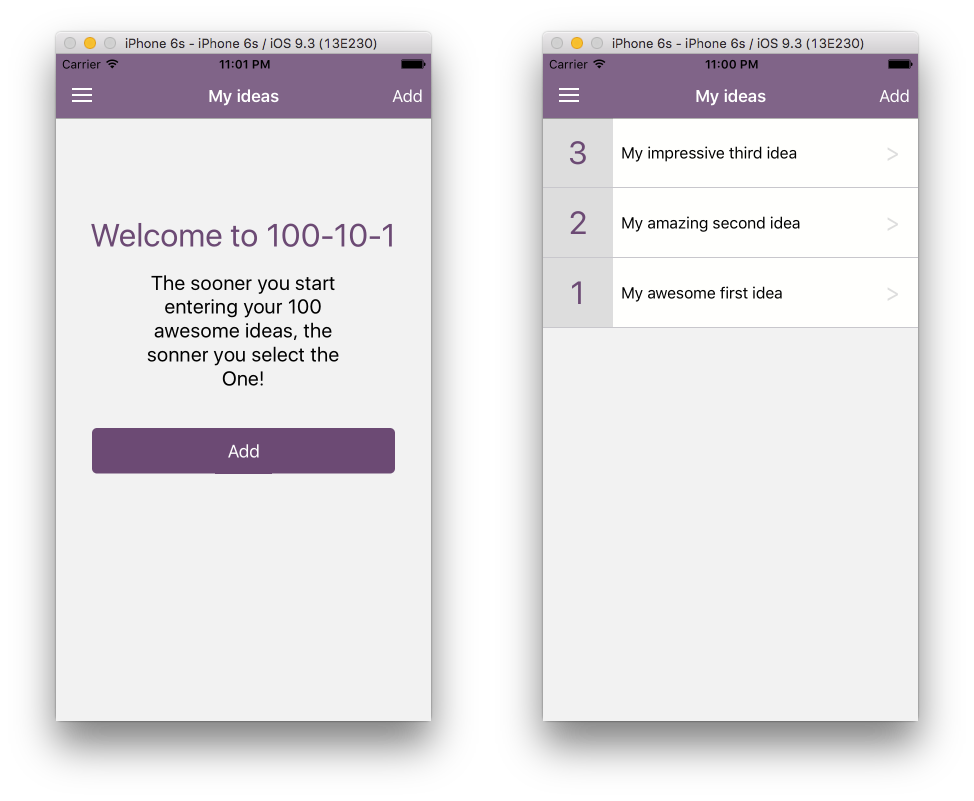 iPhone 6s - iPhone 6s / iOS 9.3 (13E230)
Carrier 11:01 PM
My ideas Add
Welcome to 100-10-1
The sooner you start
entering your 100
awesome ideas, the
sonner you select the
One!
Add
iPhone 6s - iPhone 6s / iOS 9.3 (13E230)
Carrier 11:00 PM
My ideas Add
3 My impressive third idea >
2 My amazing second idea >
1 My awesome first idea >